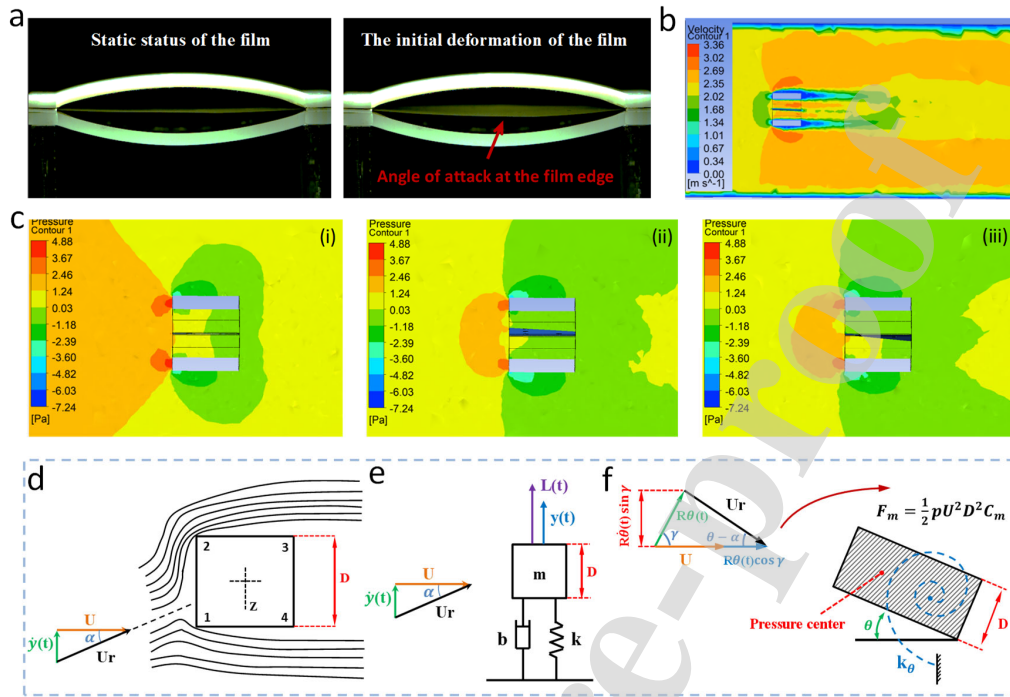 a
Static status of the film
The initial deformation of the film
Angle of attack at the film edge
b
Velocity
Contour 1
3.36
3.02
2.69
2.35
2.02
1.68
1.34
1.01
0.67
0.34
0.00
[m s^-1]
c
Pressure
Contour 1
4.88
3.67
2.46
1.24
0.03
-1.18
-2.39
-3.60
-4.82
-6.03
-7.24
[Pa]
(i)
Pressure
Contour 1
4.88
3.67
2.46
1.24
0.03
-1.18
-2.39
-3.60
-4.82
-6.03
-7.24
[Pa]
(ii)
Pressure
Contour 1
4.88
3.67
2.46
1.24
0.03
-1.18
-2.39
-3.60
-4.82
-6.03
-7.24
[Pa]
(iii)
d
2 3
Z
1 4
D
U
ẏ(t) α
Ur
e
L(t)
y(t)
m
D
U
ẏ(t) α
Ur
b k
f
Rθ̇(t) sin γ
Ur
Rθ̇(t)
γ θ − α
U
Rθ̇(t)cos γ
F_m = 1/2 pU²D²C_m
Pressure center
θ
D
k_θ
e-proof